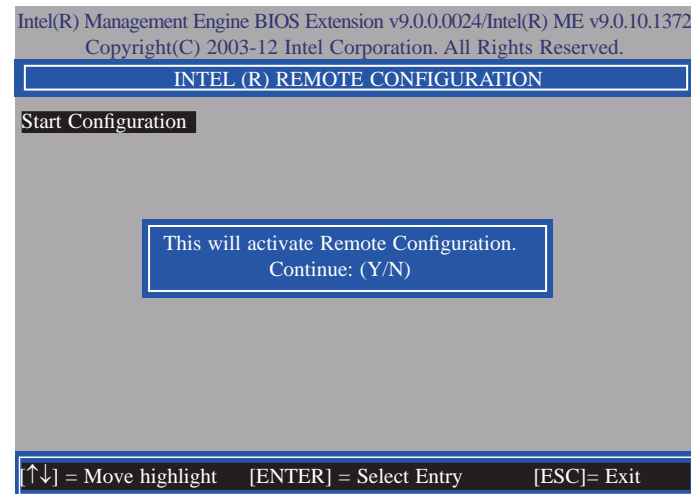 Intel(R) Management Engine BIOS Extension v9.0.0.0024/Intel(R) ME v9.0.10.1372
Copyright(C) 2003-12 Intel Corporation. All Rights Reserved.
INTEL (R) REMOTE CONFIGURATION
Start Configuration
This will activate Remote Configuration.
Continue: (Y/N)
[↑↓] = Move highlight [ENTER] = Select Entry [ESC]= Exit